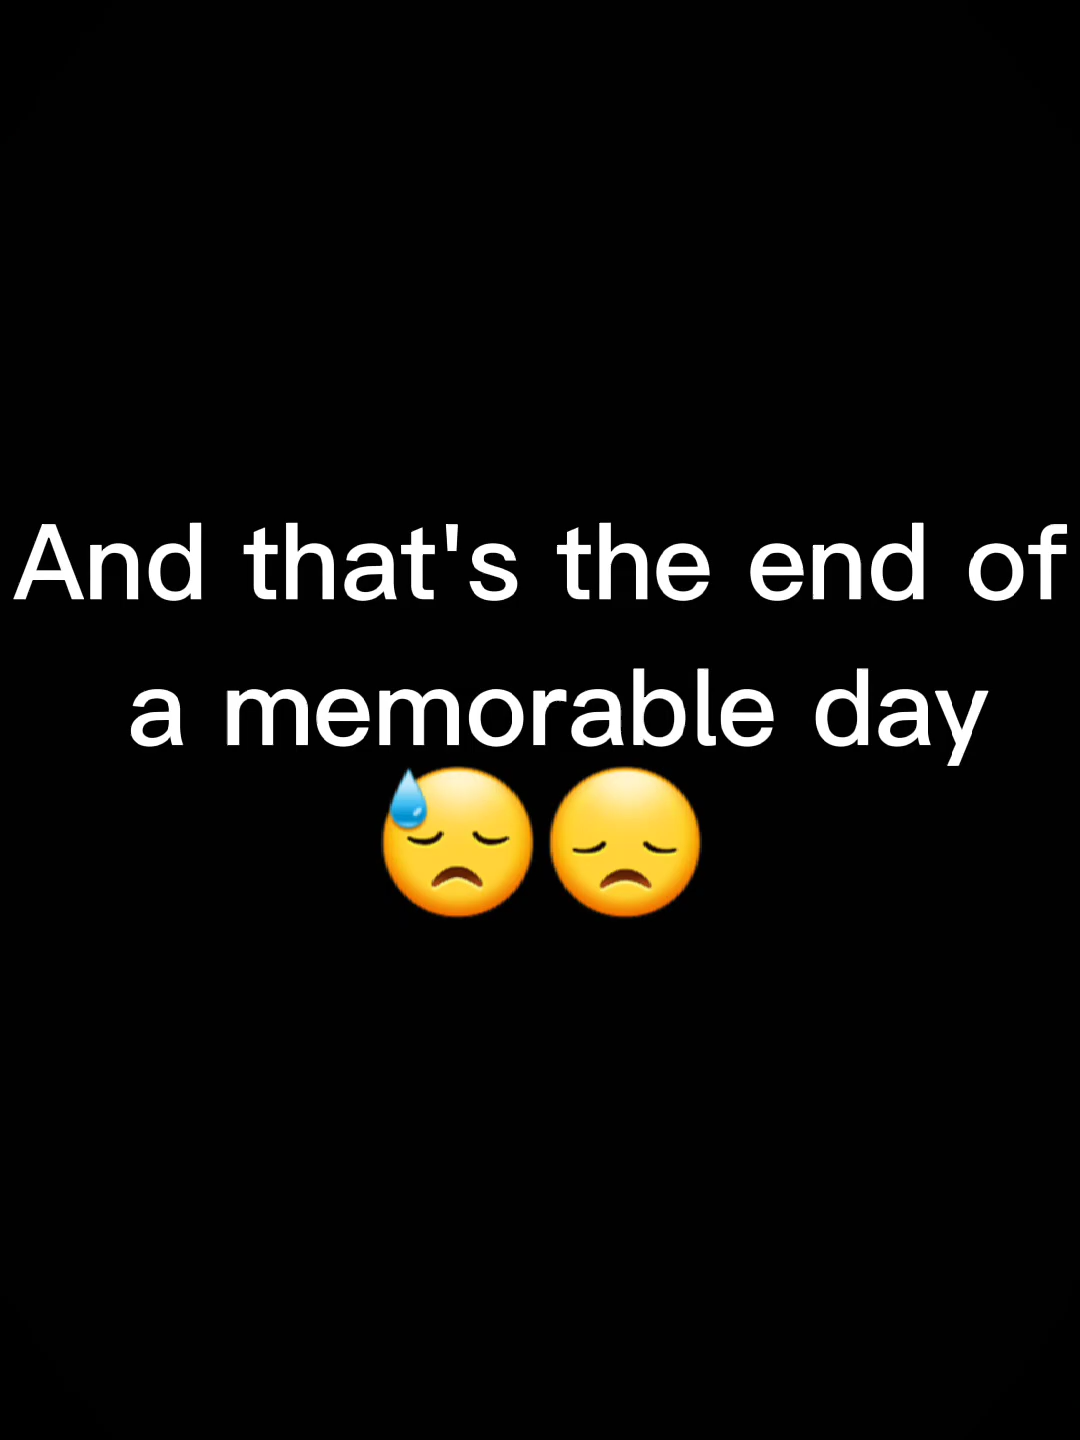 And that's the end of
a memorable day
😓😞